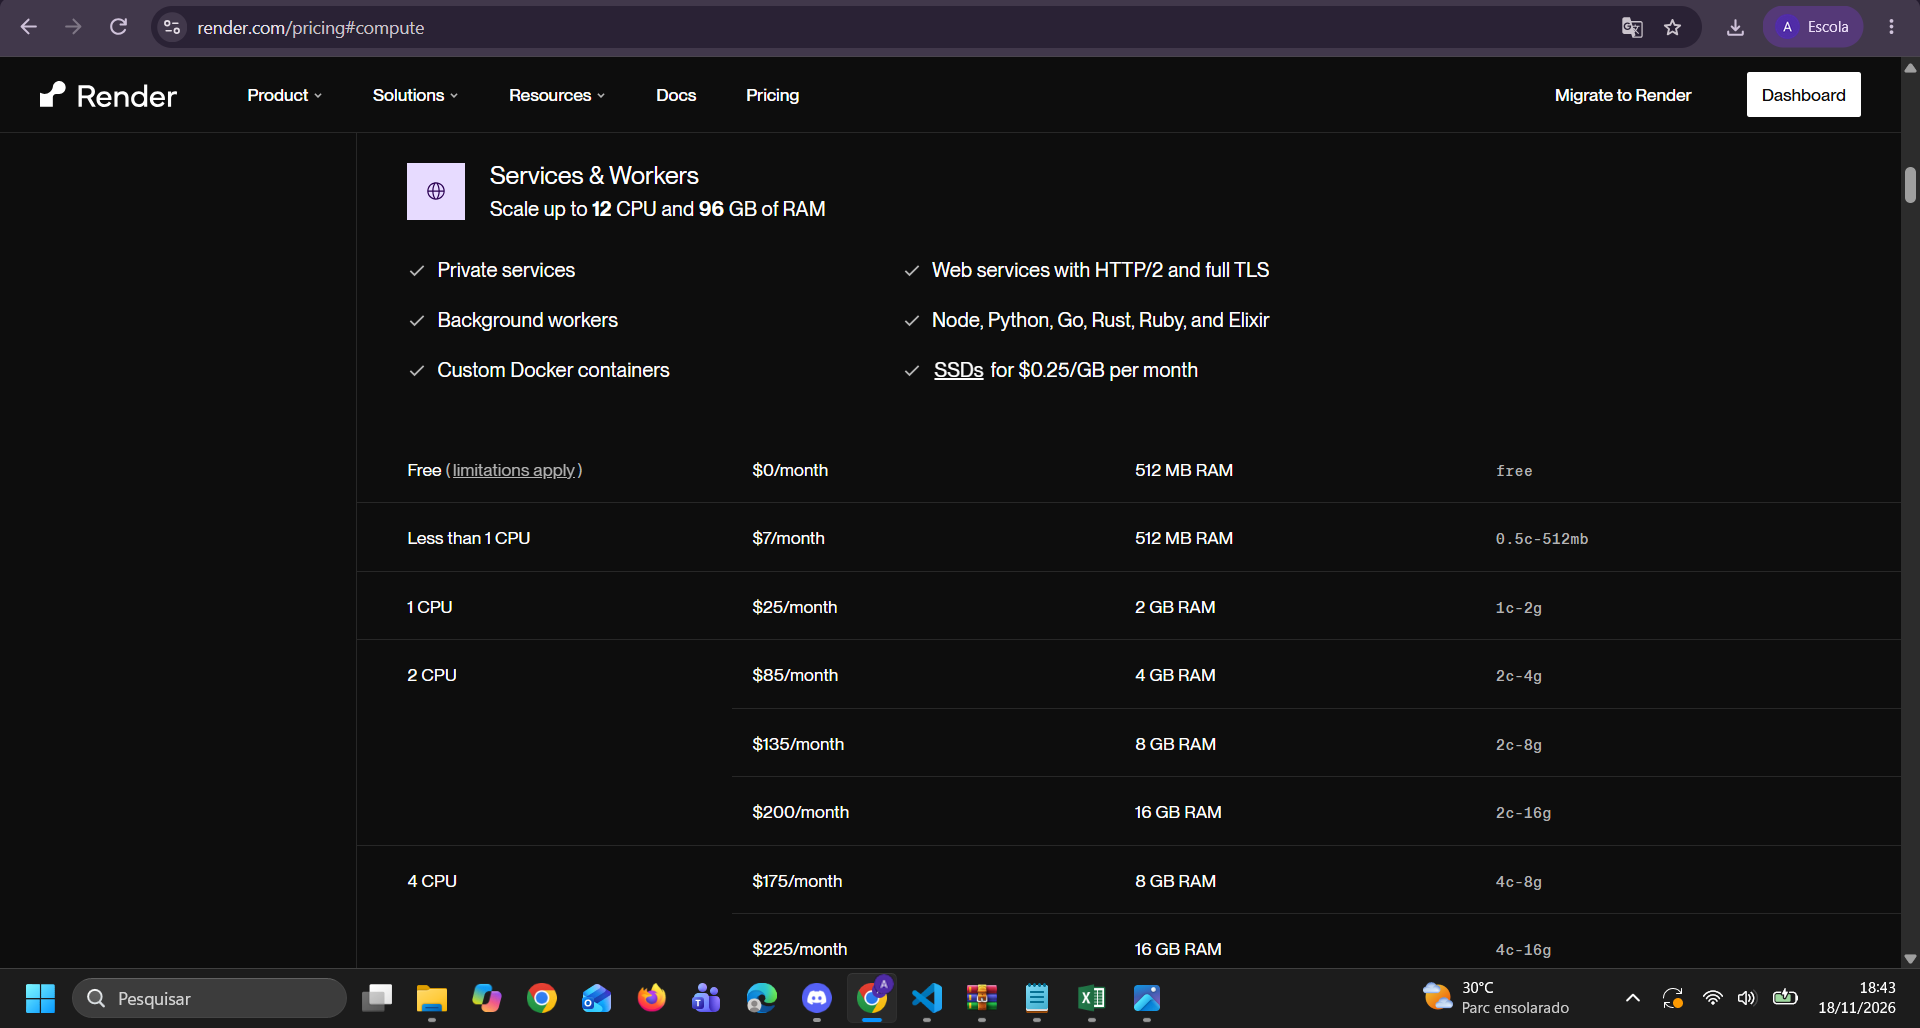 render.com/pricing#compute
A Escola
Render
Product
Solutions
Resources
Docs
Pricing
Migrate to Render
Dashboard
Services & Workers
Scale up to 12 CPU and 96 GB of RAM
Private services
Web services with HTTP/2 and full TLS
Background workers
Node, Python, Go, Rust, Ruby, and Elixir
Custom Docker containers
SSDs for $0.25/GB per month
Free (limitations apply) $0/month 512 MB RAM free
Less than 1 CPU $7/month 512 MB RAM 0.5c-512mb
1 CPU $25/month 2 GB RAM 1c-2g
2 CPU $85/month 4 GB RAM 2c-4g
$135/month 8 GB RAM 2c-8g
$200/month 16 GB RAM 2c-16g
4 CPU $175/month 8 GB RAM 4c-8g
$225/month 16 GB RAM 4c-16g
Pesquisar
30°C
Parc ensolarado
18:43
18/11/2026